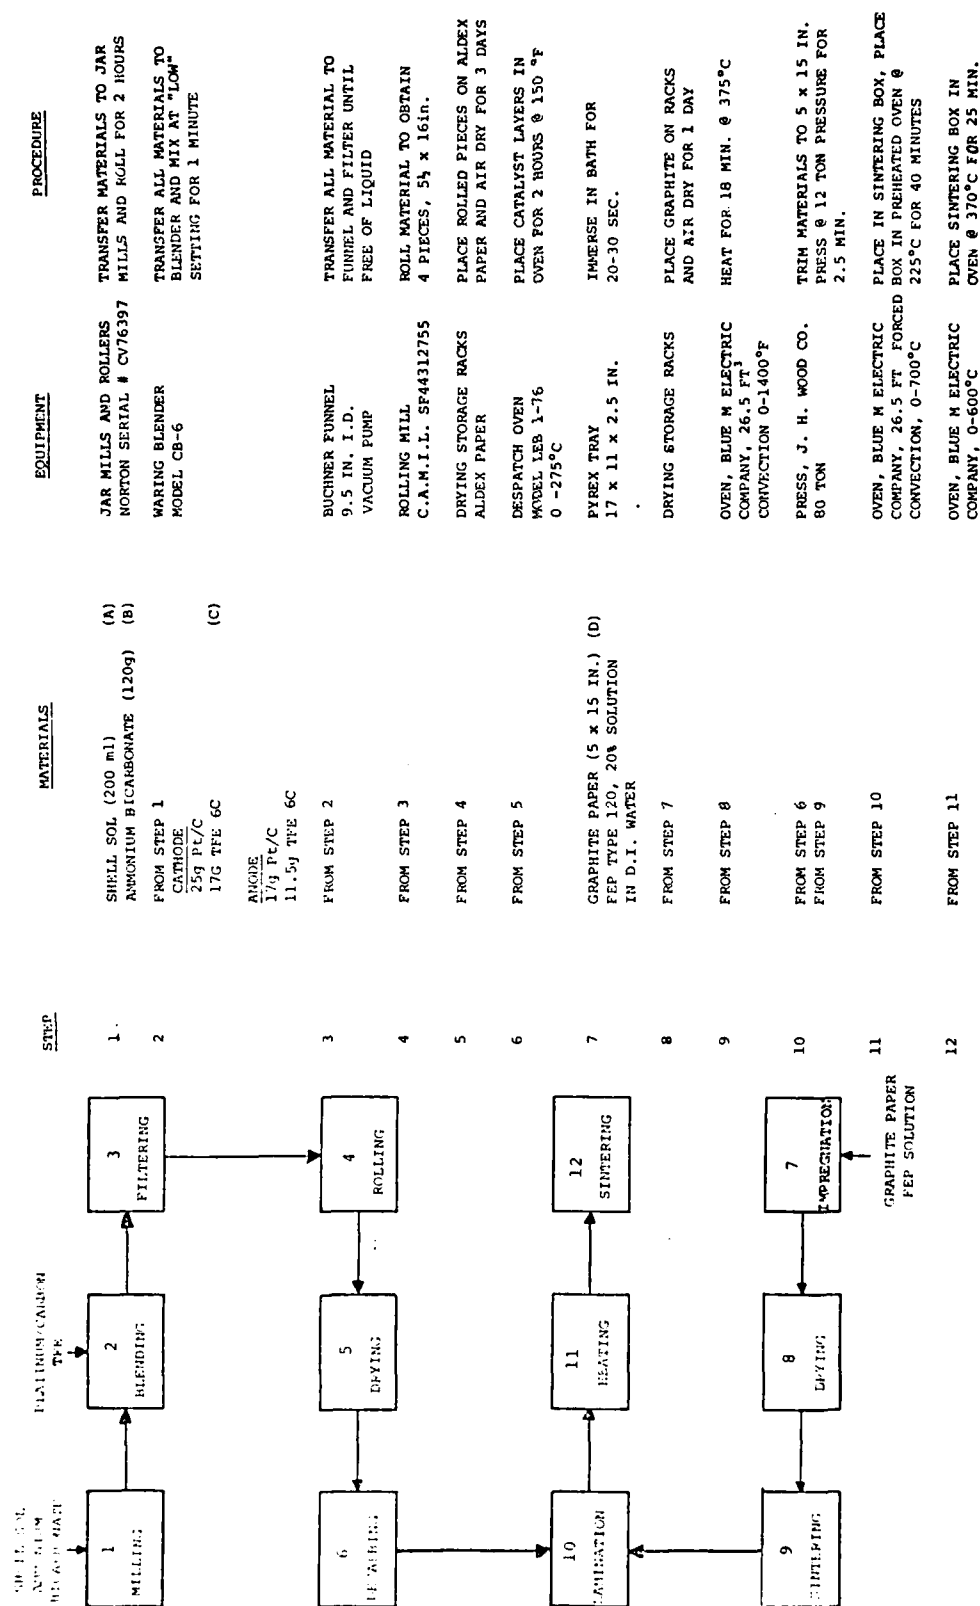 PLATINUM/CARBON
TFE
1
MILLING
2
BLENDING
3
FILTERING
4
ROLLING
5
DRYING
6
10
LAMINATION
11
HEATING
12
SINTERING
7
IMPREGNATION
8
DRYING
9
SINTERING
GRAPHITE PAPER
FEP SOLUTION
STEP MATERIALS EQUIPMENT PROCEDURE
1 SHELL SOL (200 ml) (A) JAR MILLS AND ROLLERS TRANSFER MATERIALS TO JAR
AMMONIUM BICARBONATE (120g) (B) NORTON SERIAL # CV76397 MILLS AND ROLL FOR 2 HOURS
2 FROM STEP 1 WARING BLENDER TRANSFER ALL MATERIALS TO
CATHODE MODEL CB-6 BLENDER AND MIX AT "LOW"
25g Pt/C SETTING FOR 1 MINUTE
17G TFE 6C (C)
ANODE
17g Pt/C
11.5g TFE 6C
3 FROM STEP 2 BUCHNER FUNNEL TRANSFER ALL MATERIAL TO
9.5 IN. I.D. FUNNEL AND FILTER UNTIL
VACUUM PUMP FREE OF LIQUID
4 FROM STEP 3 ROLLING MILL ROLL MATERIAL TO OBTAIN
C.A.M.I.L. SF44312755 4 PIECES, 5¼ x 16in.
5 FROM STEP 4 DRYING STORAGE RACKS PLACE ROLLED PIECES ON ALDEX
ALDEX PAPER PAPER AND AIR DRY FOR 3 DAYS
6 FROM STEP 5 DESPATCH OVEN PLACE CATALYST LAYERS IN
MODEL LEB 1-76 OVEN FOR 2 HOURS @ 150 °F
0 -275°C
7 GRAPHITE PAPER (5 x 15 IN.) (D) PYREX TRAY IMMERSE IN BATH FOR
FEP TYPE 120, 20% SOLUTION 17 x 11 x 2.5 IN. 20-30 SEC.
IN D.I. WATER
8 FROM STEP 7 DRYING STORAGE RACKS PLACE GRAPHITE ON RACKS
AND AIR DRY FOR 1 DAY
9 FROM STEP 8 OVEN, BLUE M ELECTRIC HEAT FOR 18 MIN. @ 375°C
COMPANY, 26.5 FT³
CONVECTION 0-1400°F
10 FROM STEP 6 PRESS, J. H. WOOD CO. TRIM MATERIALS TO 5 x 15 IN.
FROM STEP 9 80 TON PRESS @ 12 TON PRESSURE FOR
2.5 MIN.
11 FROM STEP 10 OVEN, BLUE M ELECTRIC PLACE IN SINTERING BOX, PLACE
COMPANY, 26.5 FT FORCED BOX IN PREHEATED OVEN @
CONVECTION, 0-700°C 225°C FOR 40 MINUTES
12 FROM STEP 11 OVEN, BLUE M ELECTRIC PLACE SINTERING BOX IN
COMPANY, 0-600°C OVEN @ 370°C FOR 25 MIN.